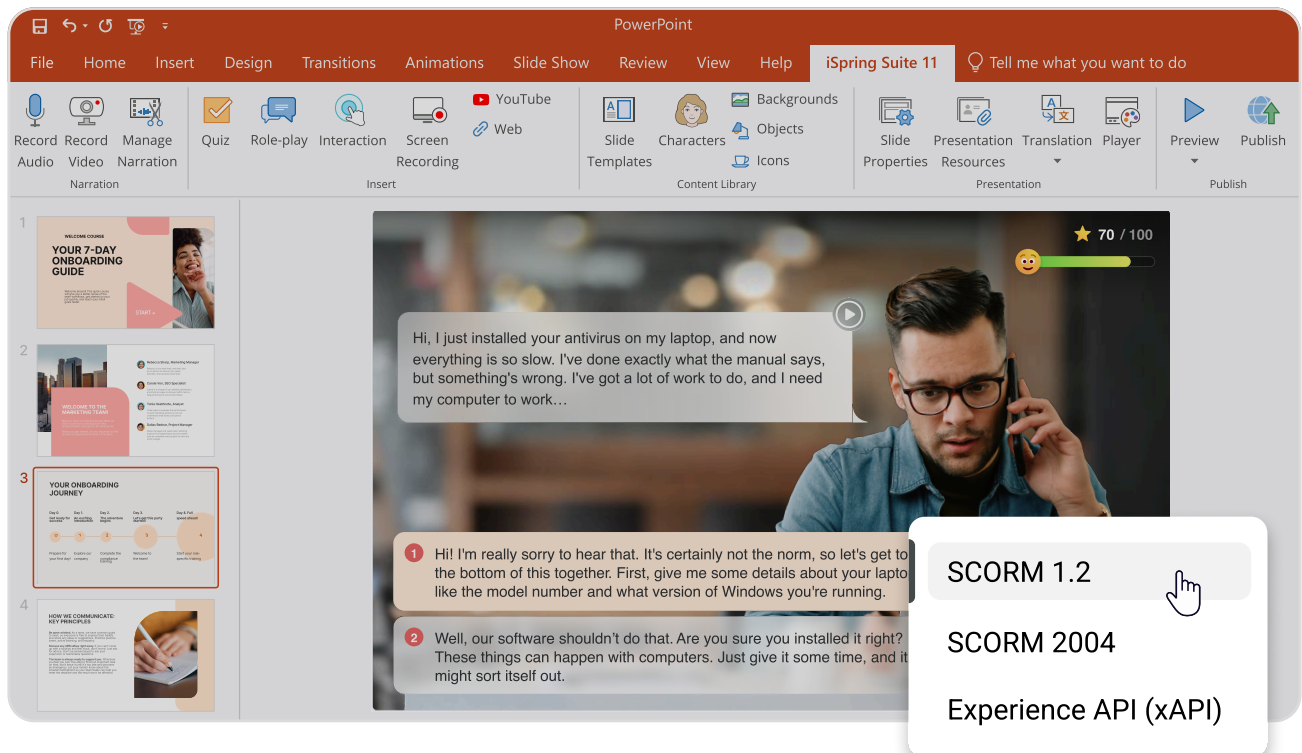 PowerPoint
File Home Insert Design Transitions Animations Slide Show Review View Help iSpring Suite 11 Tell me what you want to do
Record Audio
Record Video
Manage Narration
Narration
Quiz
Role-play
Interaction
Screen Recording
YouTube
Web
Insert
Slide Templates
Characters
Backgrounds
Objects
Icons
Content Library
Slide Properties
Presentation Resources
Translation
Player
Presentation
Preview
Publish
Publish
1
WELCOME COURSE
YOUR 7-DAY
ONBOARDING
GUIDE
START
2
WELCOME TO THE
MARKETING TEAM!
3
YOUR ONBOARDING
JOURNEY
4
HOW WE COMMUNICATE:
KEY PRINCIPLES
70 / 100
Hi, I just installed your antivirus on my laptop, and now
everything is so slow. I've done exactly what the manual says,
but something's wrong. I've got a lot of work to do, and I need
my computer to work…
1 Hi! I'm really sorry to hear that. It's certainly not the norm, so let's get to
the bottom of this together. First, give me some details about your lapto
like the model number and what version of Windows you're running.
2 Well, our software shouldn’t do that. Are you sure you installed it right?
These things can happen with computers. Just give it some time, and it
might sort itself out.
SCORM 1.2
SCORM 2004
Experience API (xAPI)